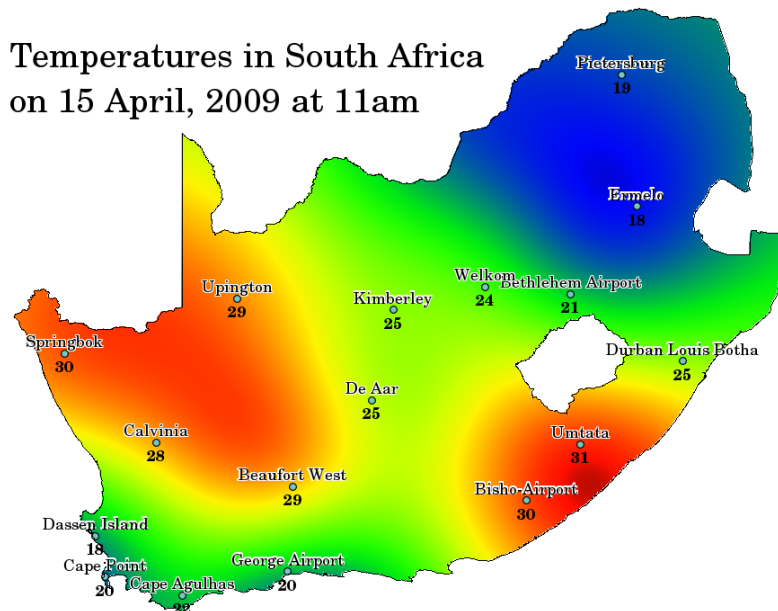 Temperatures in South Africa
on 15 April, 2009 at 11am
Pietersburg
19
Ermelo
18
Upington
29
Kimberley
25
Welkom
24
Bethlehem Airport
21
Springbok
30
Durban Louis Botha
25
De Aar
25
Calvinia
28
Umtata
31
Beaufort West
29
Bisho-Airport
30
Dassen Island
18
Cape Point
20
George Airport
20
Cape Agulhas
22